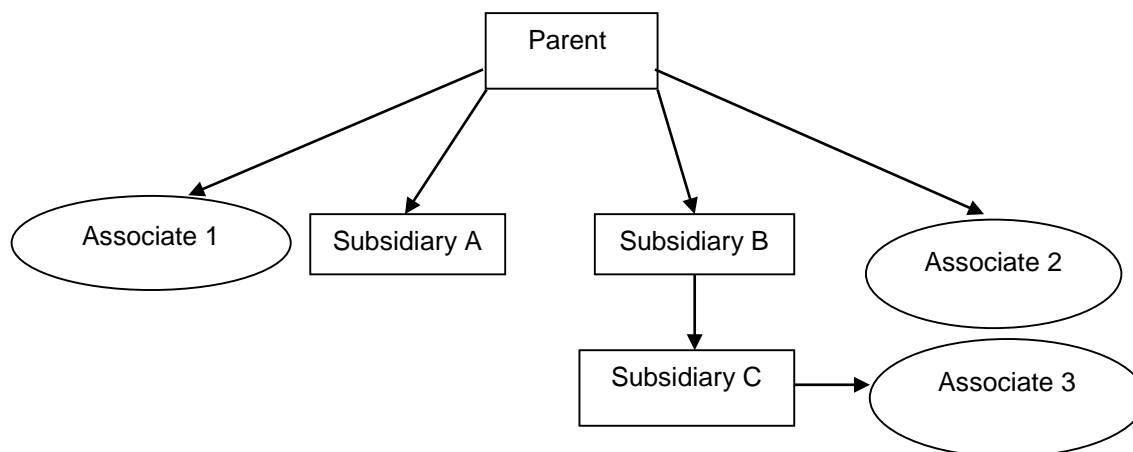 Parent
Associate 1
Subsidiary A
Subsidiary B
Associate 2
Subsidiary C
Associate 3